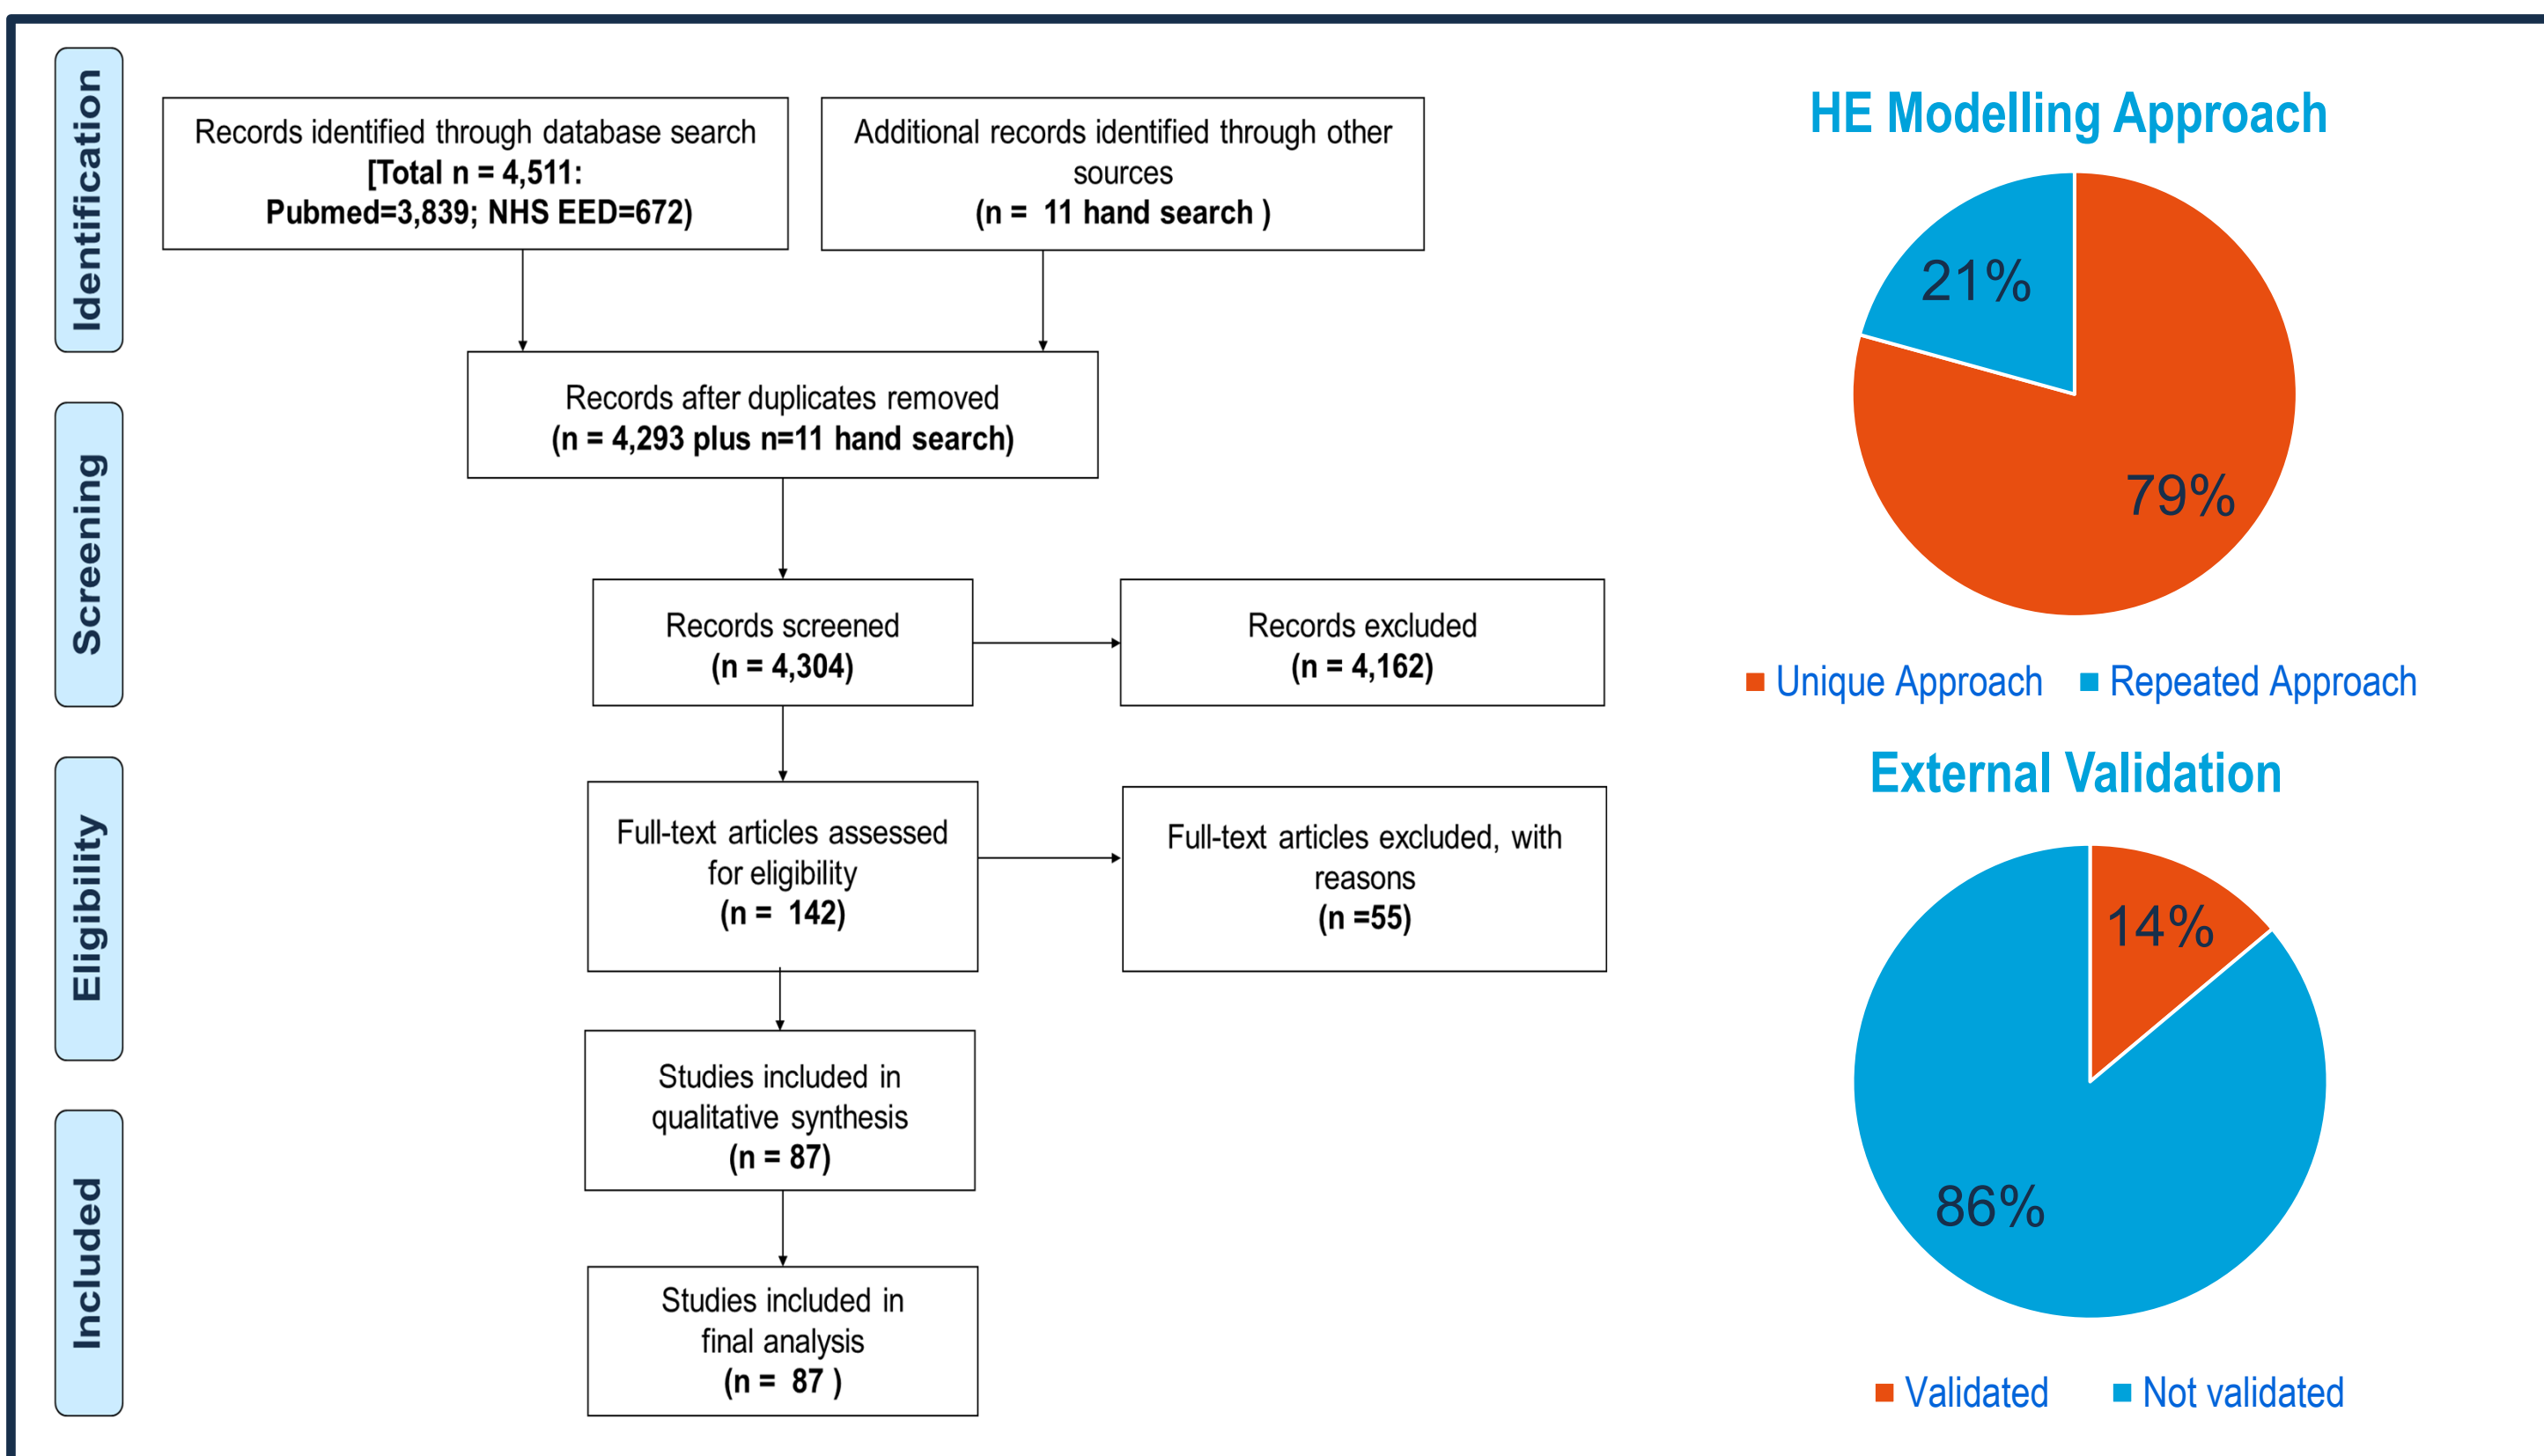 Identification
Records identified through database search
[Total n = 4,511:
Pubmed=3,839; NHS EED=672)
Additional records identified through other
sources
(n = 11 hand search )
Records after duplicates removed
(n = 4,293 plus n=11 hand search)
Screening
Records screened
(n = 4,304)
Records excluded
(n = 4,162)
Eligibility
Full-text articles assessed
for eligibility
(n = 142)
Full-text articles excluded, with
reasons
(n =55)
Included
Studies included in
qualitative synthesis
(n = 87)
Studies included in
final analysis
(n = 87 )
HE Modelling Approach
21%
79%
Unique Approach
Repeated Approach
External Validation
14%
86%
Validated
Not validated